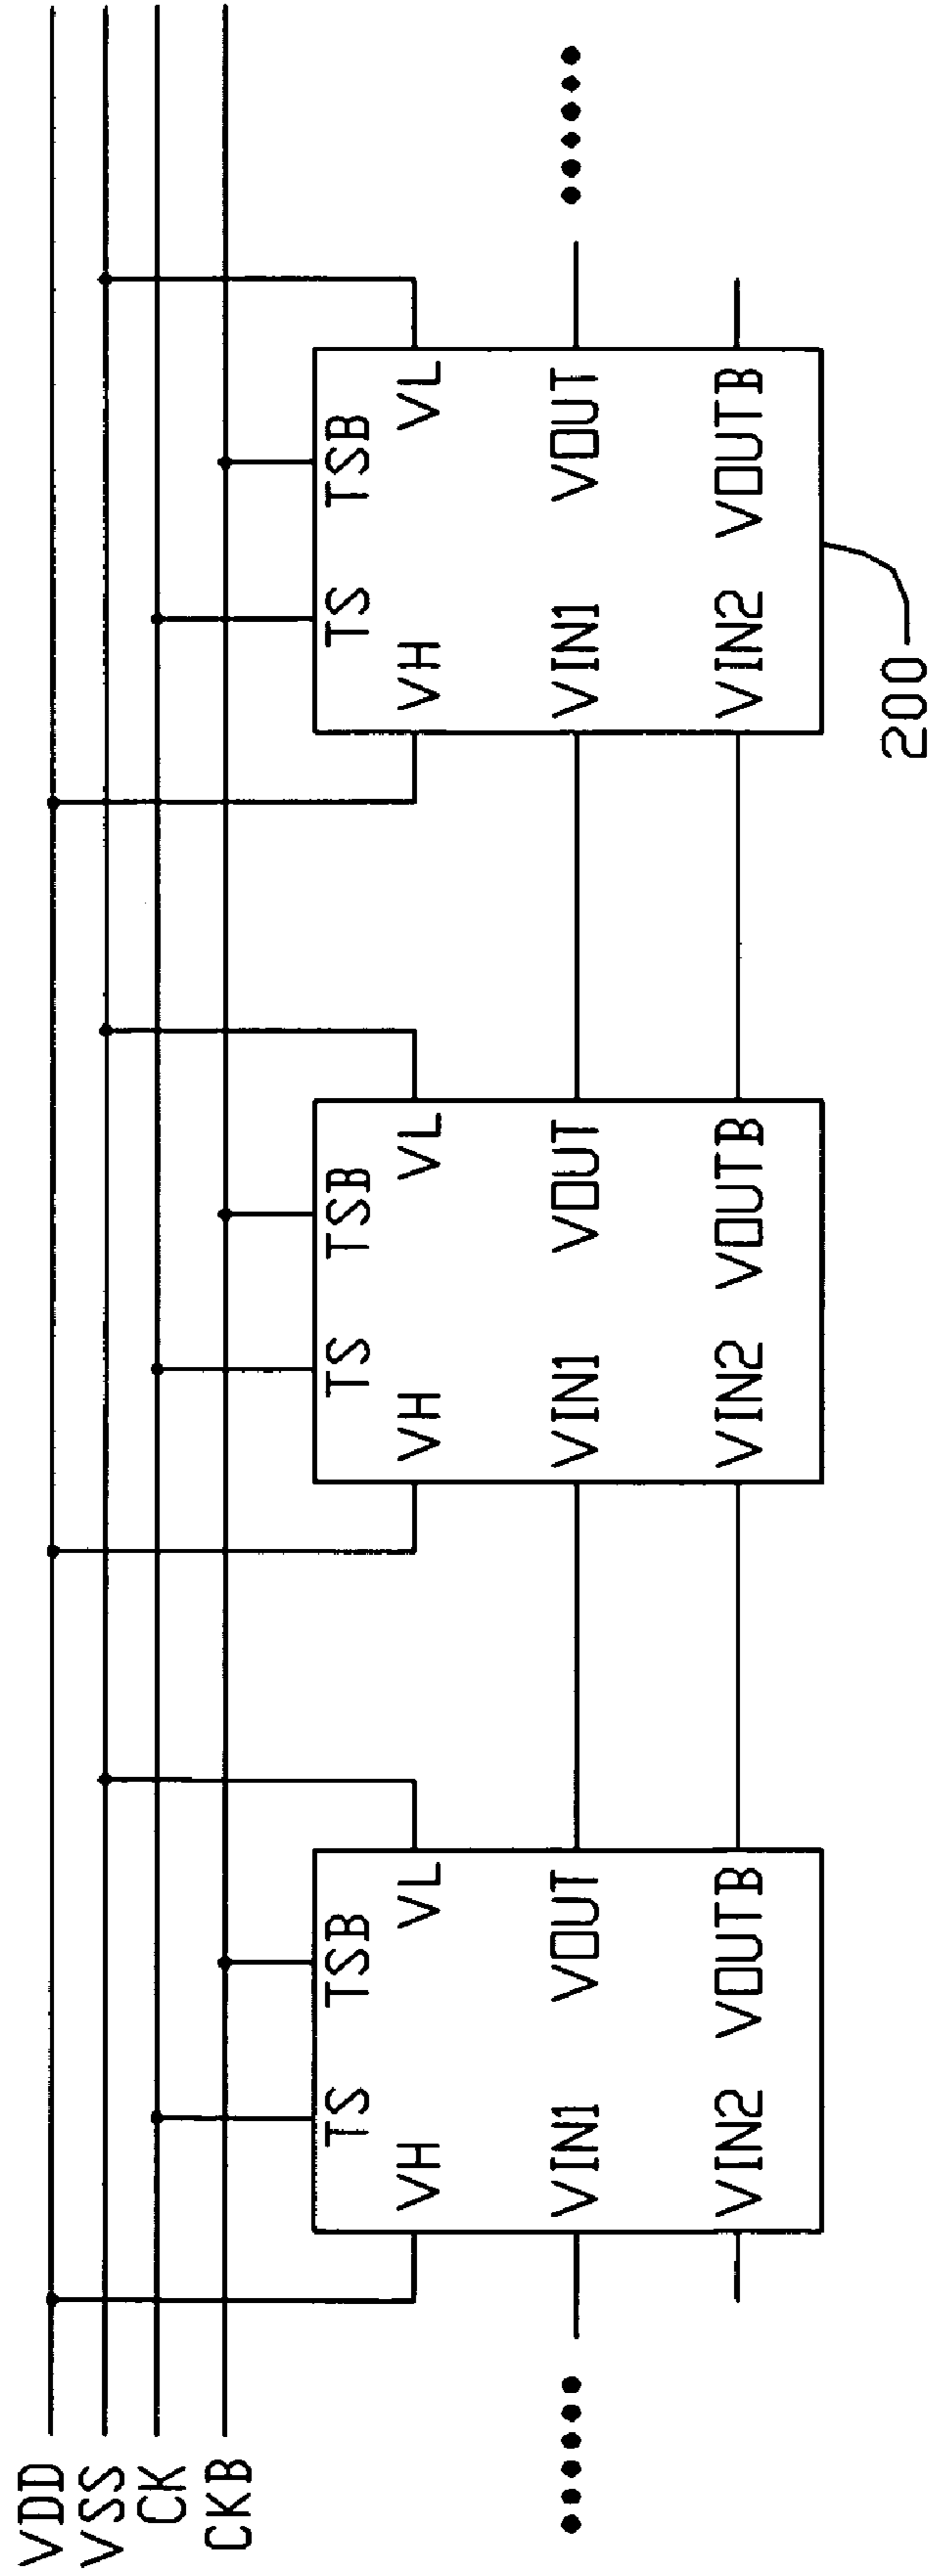 VDD
VSS
CK
CKB
TS TSB
VH VL
VIN1 VOUT
VIN2 VOUTB
TS TSB
VH VL
VIN1 VOUT
VIN2 VOUTB
TS TSB
VH VL
VIN1 VOUT
VIN2 VOUTB
200